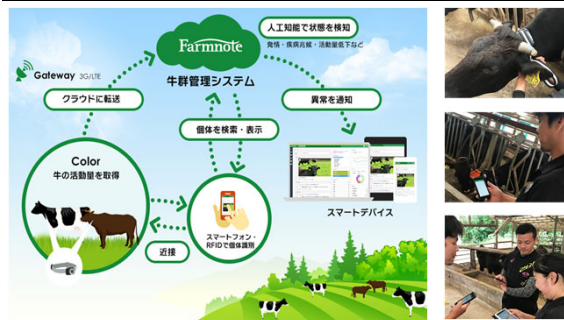 人工知能で状態を検知
発情・疾病兆候・活動量低下など
Farmnote
牛群管理システム
Gateway 3G/LTE
クラウドに転送
異常を通知
個体を検索・表示
Color
牛の活動量を取得
スマートデバイス
スマートフォン・
RFIDで個体識別
近接